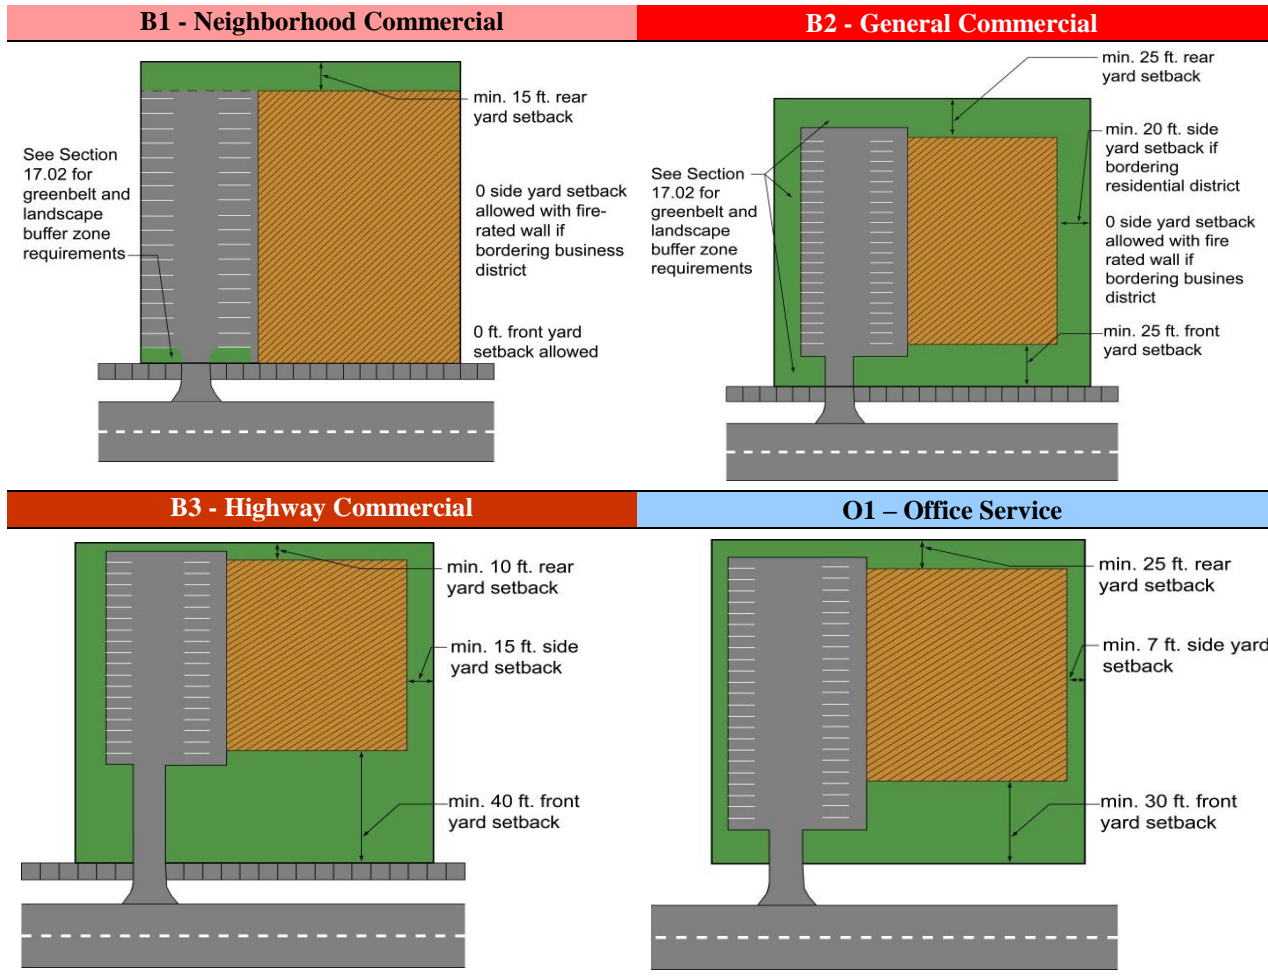 B1 - Neighborhood Commercial
min. 15 ft. rear
yard setback
See Section
17.02 for
greenbelt and
landscape
buffer zone
requirements
0 side yard setback
allowed with fire-
rated wall if
bordering business
district
0 ft. front yard
setback allowed
B2 - General Commercial
min. 25 ft. rear
yard setback
min. 20 ft. side
yard setback if
bordering
residential district
See Section
17.02 for
greenbelt and
landscape
buffer zone
requirements
0 side yard setback
allowed with fire
rated wall if
bordering busines
district
min. 25 ft. front
yard setback
B3 - Highway Commercial
min. 10 ft. rear
yard setback
min. 15 ft. side
yard setback
min. 40 ft. front
yard setback
O1 – Office Service
min. 25 ft. rear
yard setback
min. 7 ft. side yard
setback
min. 30 ft. front
yard setback